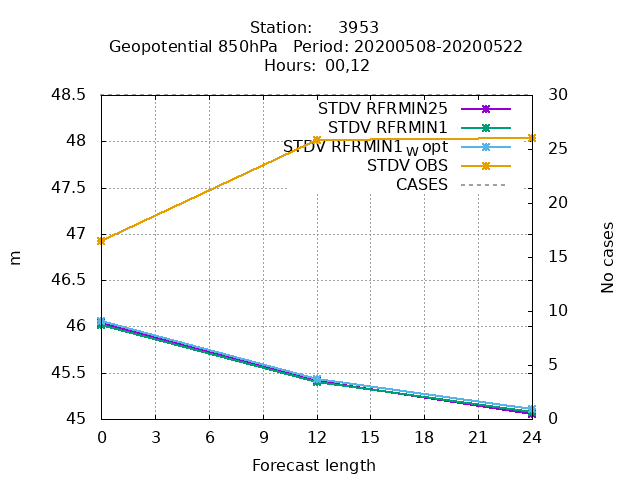 Station: 3953
Geopotential 850hPa Period: 20200508-20200522
Hours: 00,12
48.5
48
47.5
47
46.5
46
45.5
45
m
30
25
20
15
10
5
0
No cases
STDV RFRMIN25
STDV RFRMIN1
STDV RFRMIN1w opt
STDV OBS
CASES
0 3 6 9 12 15 18 21 24
Forecast length